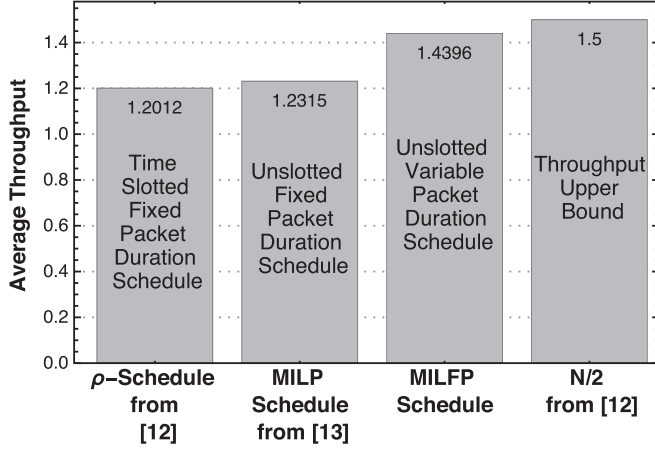 Average Throughput
1.4
1.2
1.0
0.8
0.6
0.4
0.2
0.0
1.2012
Time
Slotted
Fixed
Packet
Duration
Schedule
1.2315
Unslotted
Fixed
Packet
Duration
Schedule
1.4396
Unslotted
Variable
Packet
Duration
Schedule
1.5
Throughput
Upper
Bound
ρ−Schedule
from
[12]
MILP
Schedule
from [13]
MILFP
Schedule
N/2
from [12]